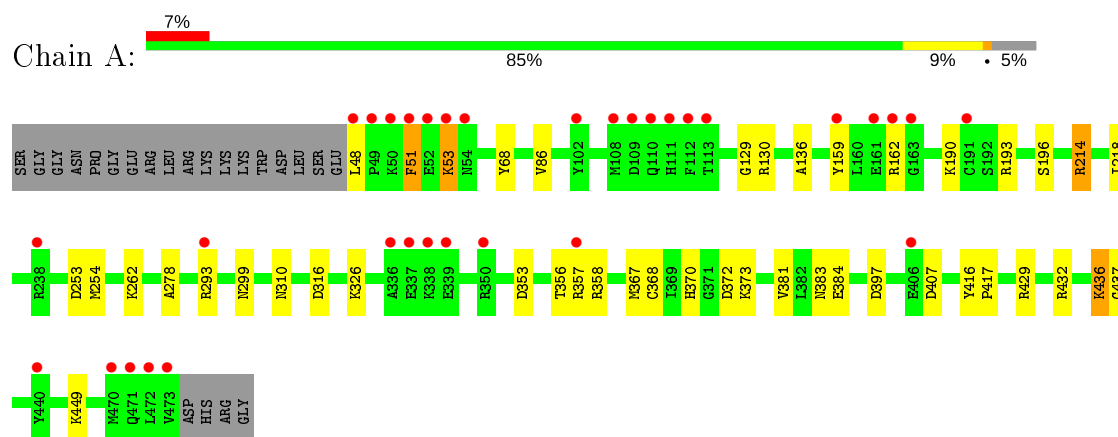 7%
Chain A:
85% 9% • 5%
SER GLY GLY ASN PRO GLY GLU ARG LEU ARG LYS LYS LYS TRP ASP LEU SER GLU L48 P49 K50 F51 E52 K53 N54 Y68 V86 Y102 M108 D109 Q110 H111 F112 T113 G129 R130 A136 Y159 L160 E161 R162 G163 K190 C191 S192 R193 S196 R214
R238 D253 M254 K262 A278 R293 N299 N310 D316 K326 A336 E337 K338 E339 R350 D353 T356 R357 R358 M367 C368 I369 H370 G371 D372 K373 V381 L382 N383 E384 D397 E406 D407 Y416 P417 R429 R432 K436
Y440 K449 M470 Q471 L472 V473 ASP HIS ARG GLY